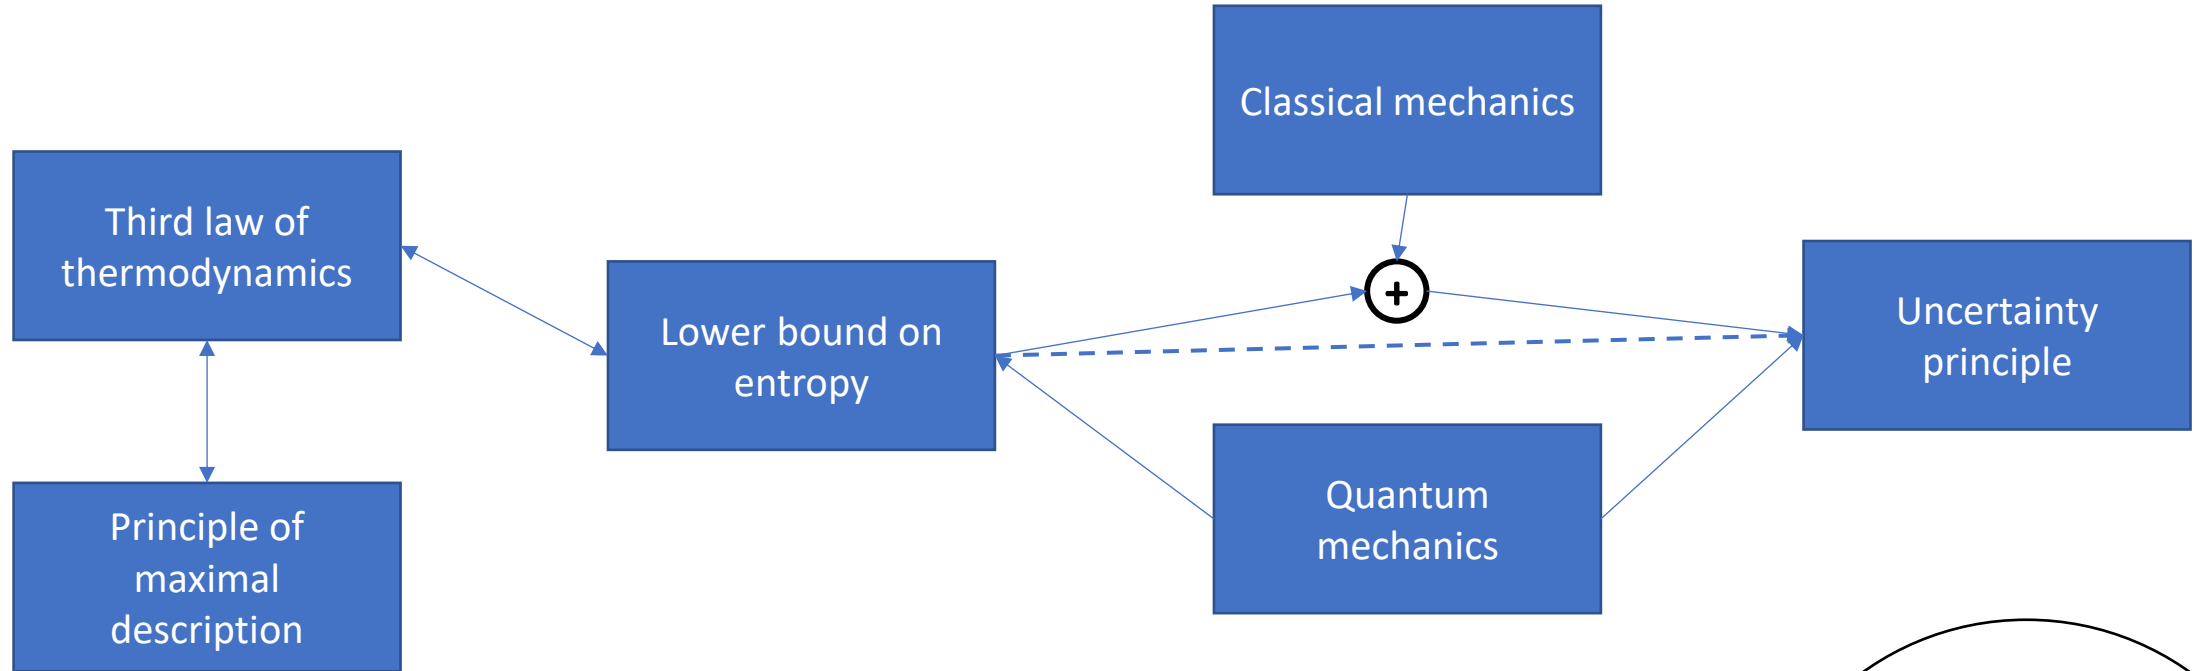 Classical mechanics
Third law of
thermodynamics
+
Lower bound on
entropy
Uncertainty
principle
Quantum
mechanics
Principle of
maximal
description